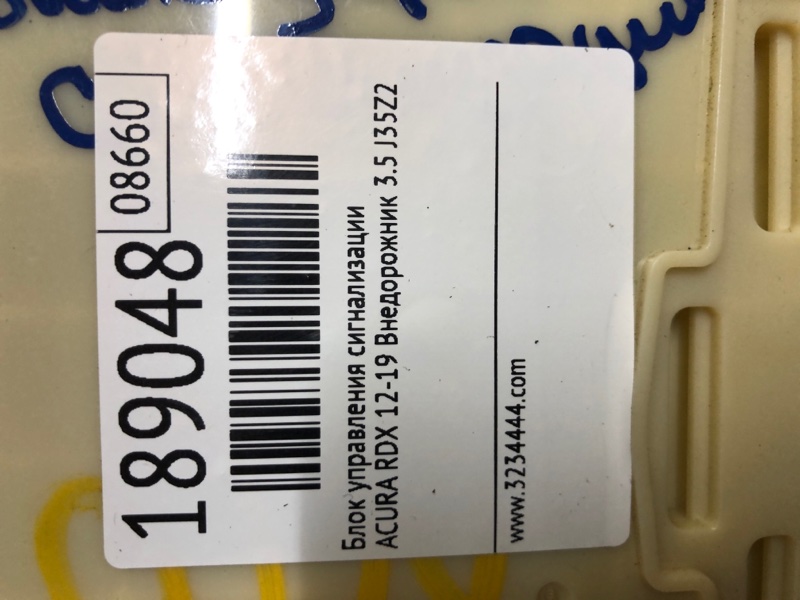 189048 08660
Блок управления сигнализации
ACURA RDX 12-19 Внедорожник 3.5 J35Z2
www.3234444.com